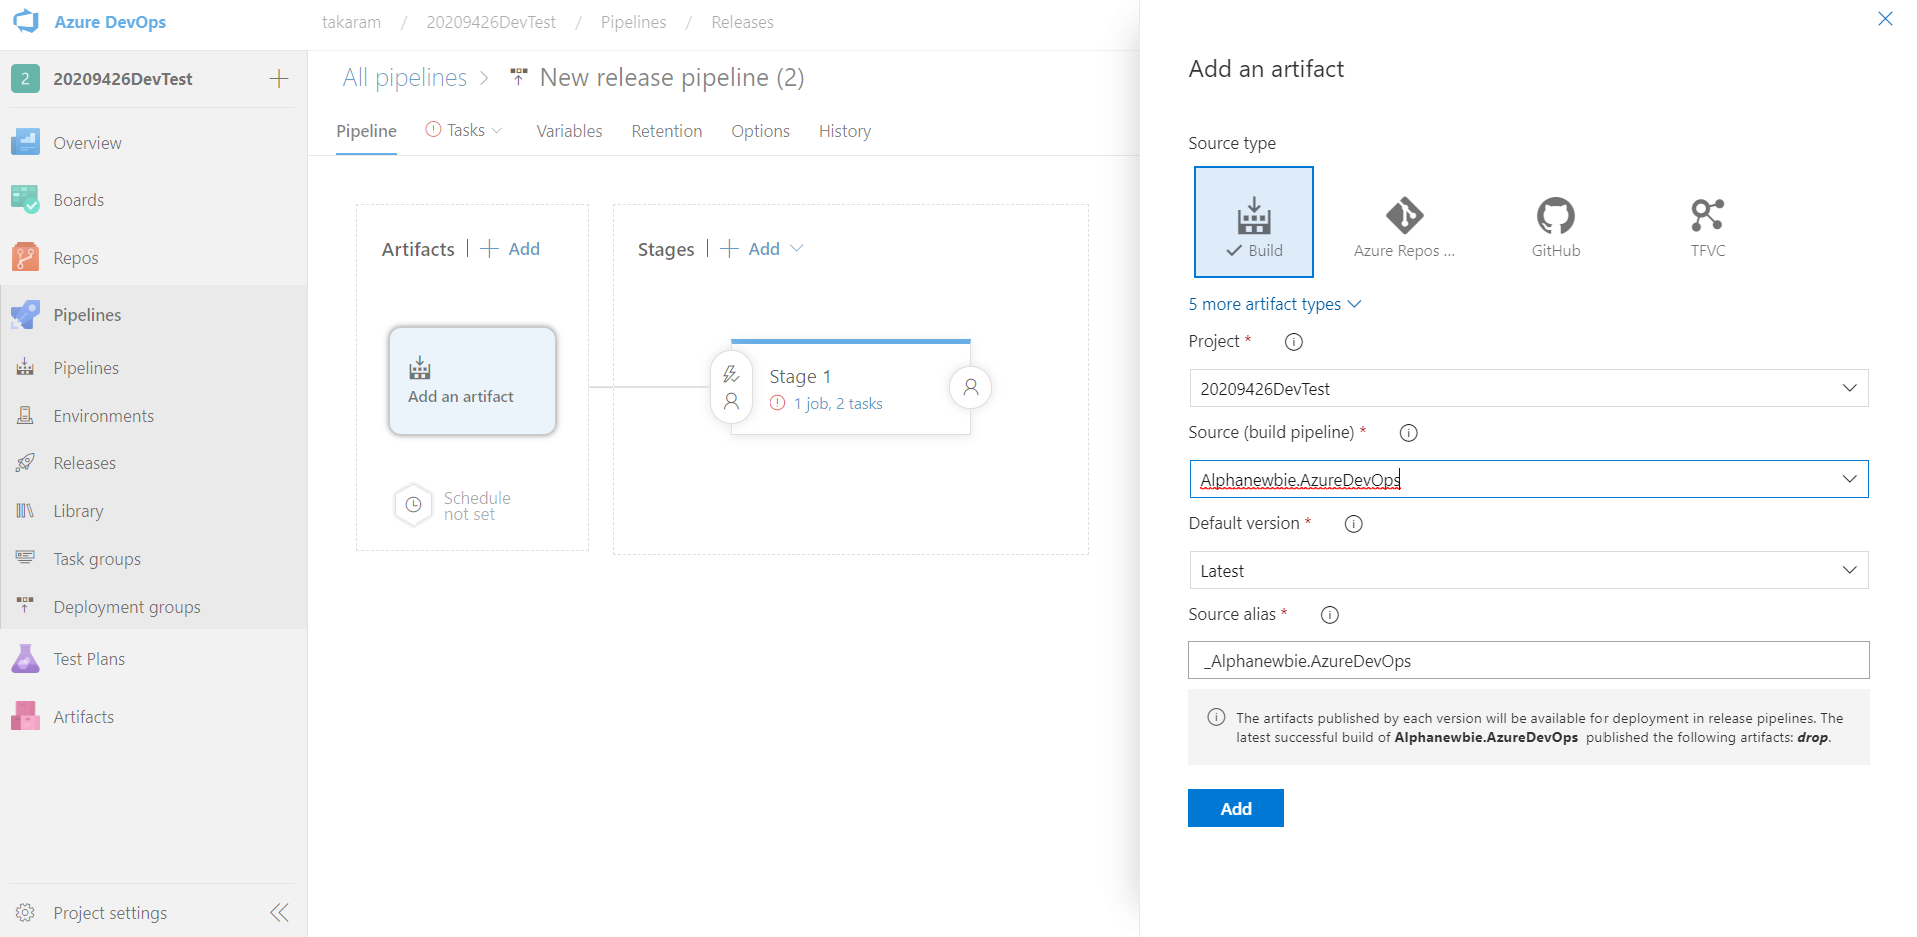 Azure DevOps
takaram / 20209426DevTest / Pipelines / Releases
2 20209426DevTest
Overview
Boards
Repos
Pipelines
Pipelines
Environments
Releases
Library
Task groups
Deployment groups
Test Plans
Artifacts
Project settings
All pipelines > New release pipeline (2)
Pipeline Tasks Variables Retention Options History
Artifacts | + Add
Add an artifact
Schedule
not set
Stages | + Add
Stage 1
1 job, 2 tasks
Add an artifact
Source type
Build
Azure Repos ...
GitHub
TFVC
5 more artifact types
Project *
20209426DevTest
Source (build pipeline) *
Alphanewbie.AzureDevOps
Default version *
Latest
Source alias *
_Alphanewbie.AzureDevOps
The artifacts published by each version will be available for deployment in release pipelines. The
latest successful build of Alphanewbie.AzureDevOps published the following artifacts: drop.
Add